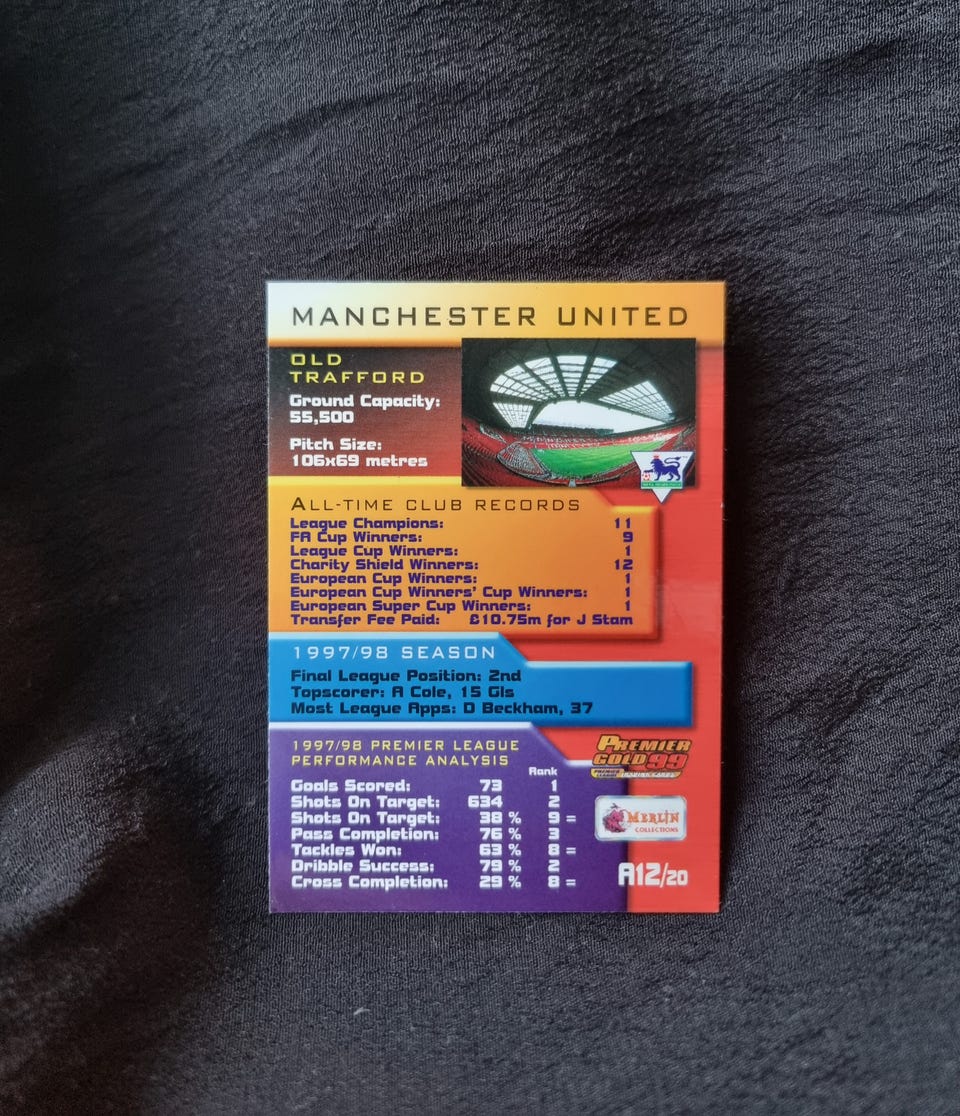 MANCHESTER UNITED
OLD
TRAFFORD
Ground Capacity:
55,500
Pitch Size:
106x69 metres
ALL-TIME CLUB RECORDS
League Champions: 11
FA Cup Winners: 9
League Cup Winners: 1
Charity Shield Winners: 12
European Cup Winners: 1
European Cup Winners' Cup Winners: 1
European Super Cup Winners: 1
Transfer Fee Paid: £10.75m for J Stam
1997/98 SEASON
Final League Position: 2nd
Topscorer: A Cole, 15 Gls
Most League Apps: D Beckham, 37
1997/98 PREMIER LEAGUE
PERFORMANCE ANALYSIS
Rank
Goals Scored: 73 1
Shots On Target: 634 2
Shots On Target: 38 % 9 =
Pass Completion: 76 % 3
Tackles Won: 63 % 8 =
Dribble Success: 79 % 2
Cross Completion: 29 % 8 =
PREMIER
GOLD 99
MERLIN
COLLECTIONS
A12/20